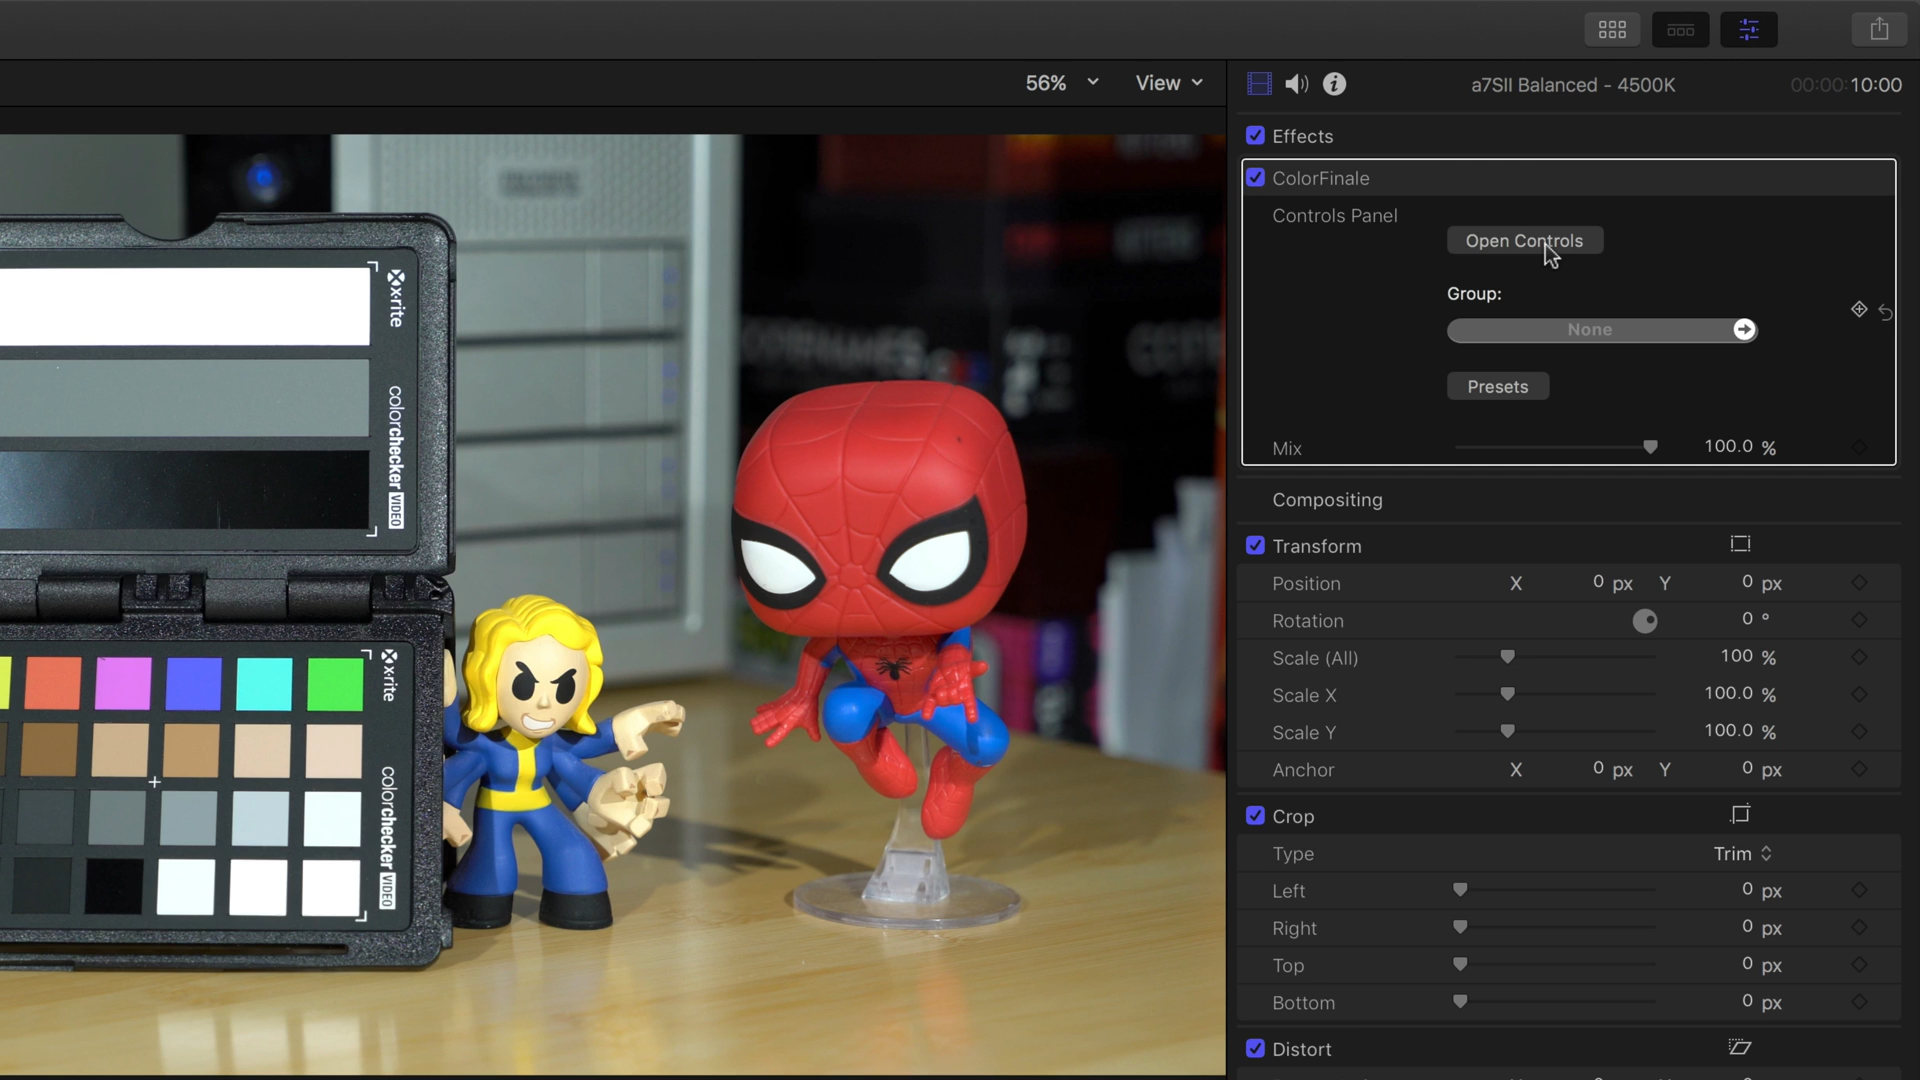 56%
View
a7SII Balanced - 4500K
00:00:10:00
Effects
ColorFinale
Controls Panel
Open Controls
Group:
None
Presets
Mix
100.0 %
Compositing
Transform
Position X 0 px Y 0 px
Rotation 0 °
Scale (All) 100 %
Scale X 100.0 %
Scale Y 100.0 %
Anchor X 0 px Y 0 px
Crop
Type Trim
Left 0 px
Right 0 px
Top 0 px
Bottom 0 px
Distort
x·rite
colorchecker VIDEO
x·rite
colorchecker VIDEO